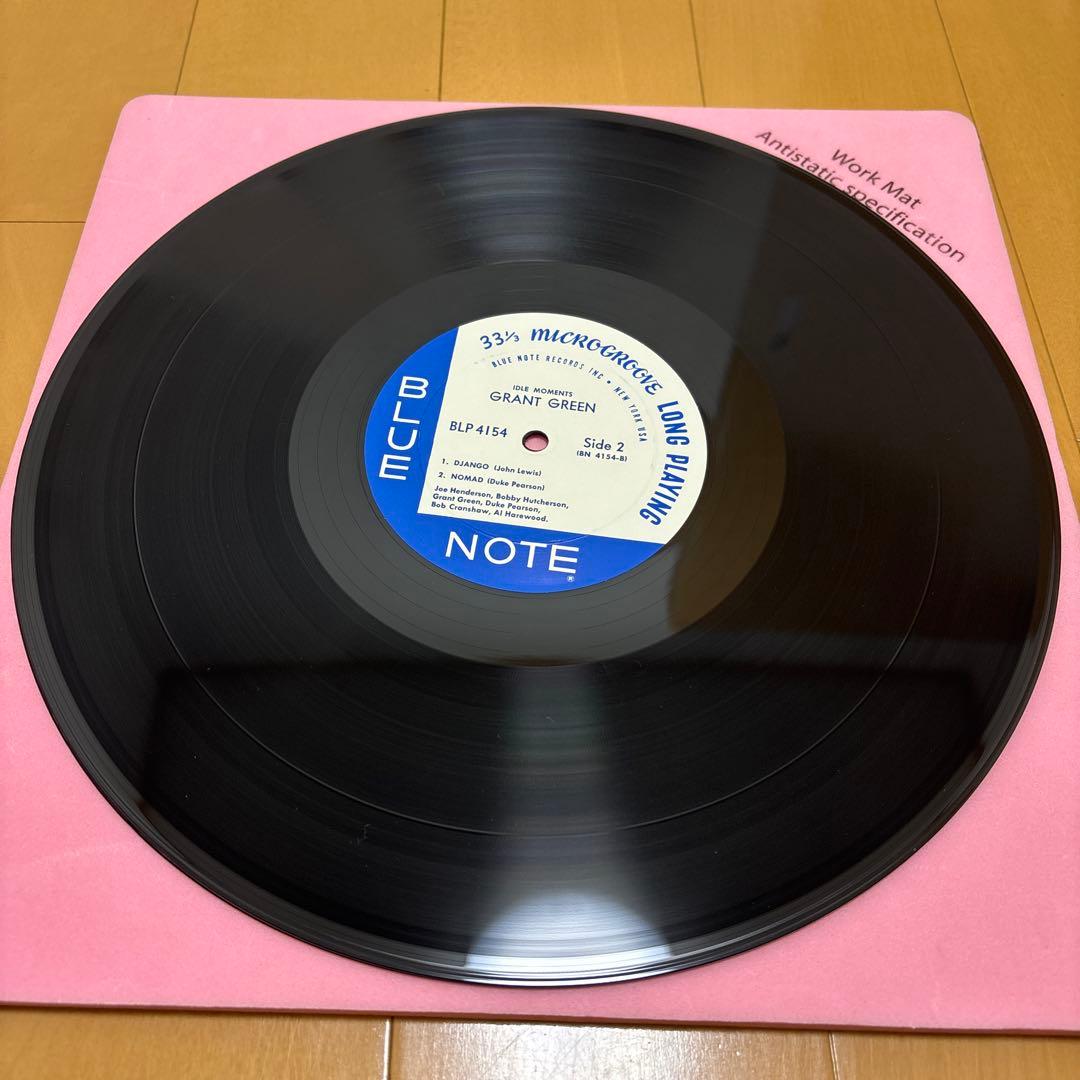 Work Mat
Antistatic specification
33⅓ MICROGROOVE LONG PLAYING
BLUE NOTE RECORDS INC • NEW YORK USA
IDLE MOMENTS
GRANT GREEN
BLP 4154
Side 2
(BN 4154-B)
1. DJANGO (John Lewis)
2. NOMAD (Duke Pearson)
Joe Henderson, Bobby Hutcherson,
Grant Green, Duke Pearson,
Bob Cranshaw, Al Harewood.
BLUE
NOTE
®